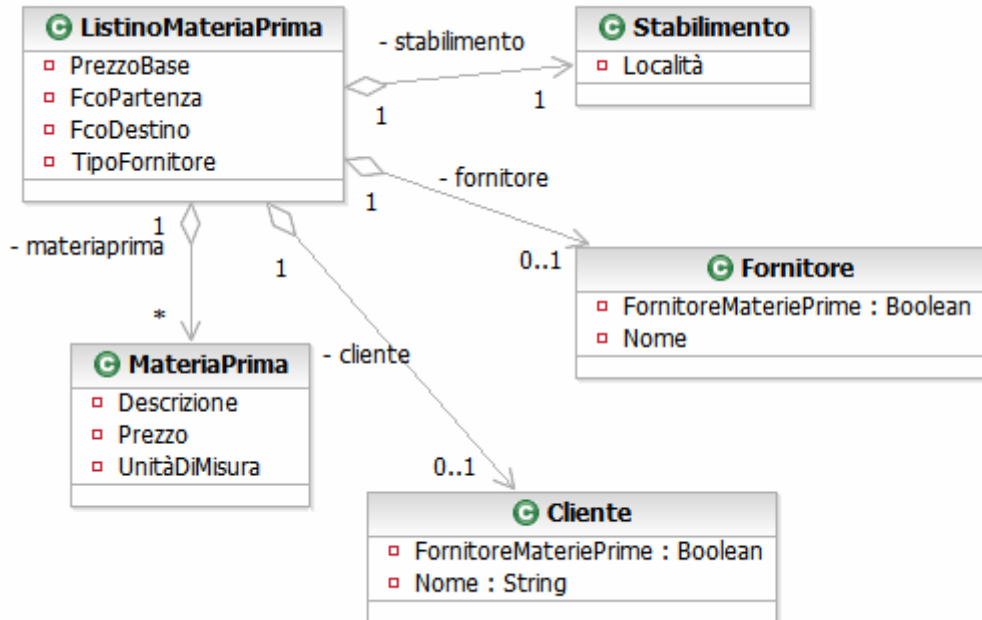 ListinoMateriaPrima
PrezzoBase
FcoPartenza
FcoDestino
TipoFornitore
- stabilimento
1
1
Stabilimento
Località
- fornitore
1
0..1
Fornitore
FornitoreMateriePrime : Boolean
Nome
1
- materiaprima
*
MateriaPrima
Descrizione
Prezzo
UnitàDiMisura
1
- cliente
0..1
Cliente
FornitoreMateriePrime : Boolean
Nome : String